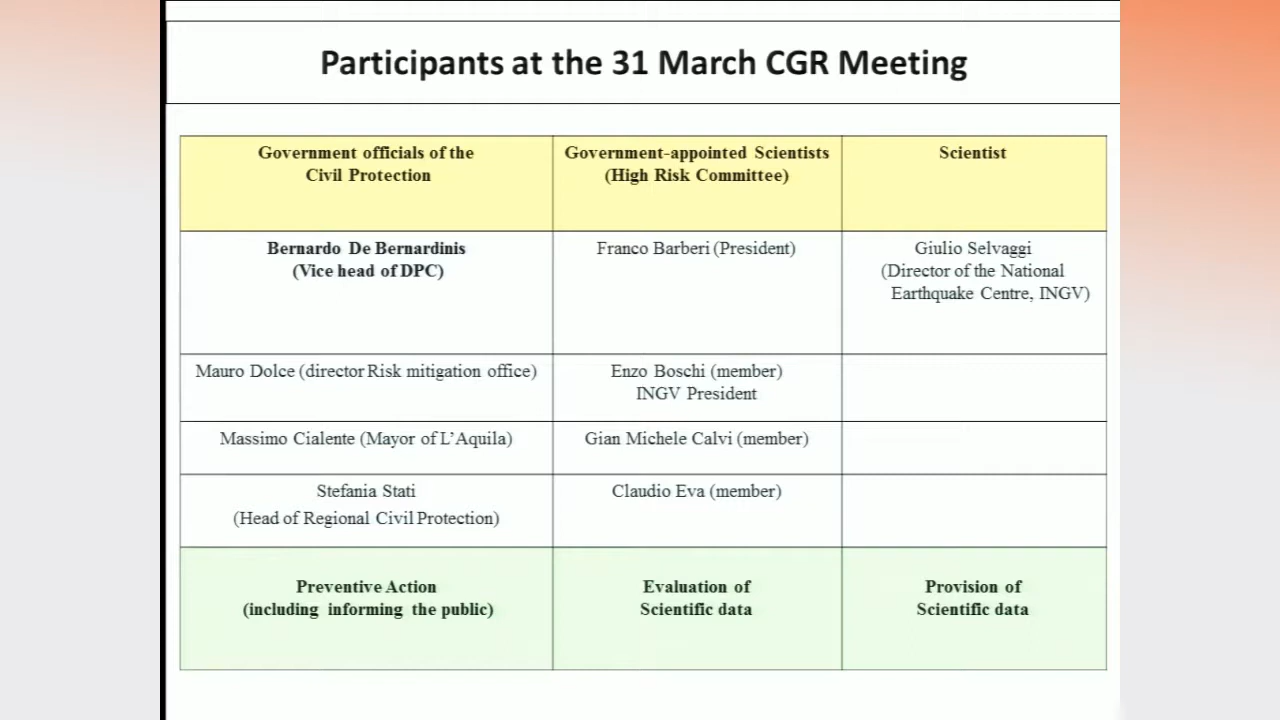 Participants at the 31 March CGR Meeting
Government officials of the
Civil Protection
Government-appointed Scientists
(High Risk Committee)
Scientist
Bernardo De Bernardinis
(Vice head of DPC)
Franco Barberi (President)
Giulio Selvaggi
(Director of the National
Earthquake Centre, INGV)
Mauro Dolce (director Risk mitigation office)
Enzo Boschi (member)
INGV President
Massimo Cialente (Mayor of L’Aquila)
Gian Michele Calvi (member)
Stefania Stati
(Head of Regional Civil Protection)
Claudio Eva (member)
Preventive Action
(including informing the public)
Evaluation of
Scientific data
Provision of
Scientific data